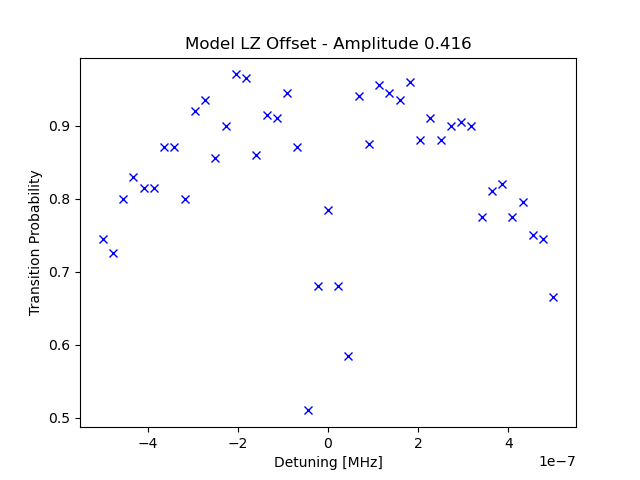 Model LZ Offset - Amplitude 0.416
Transition Probability
0.9
0.8
0.7
0.6
0.5
−4
−2
0
2
4
1e−7
Detuning [MHz]